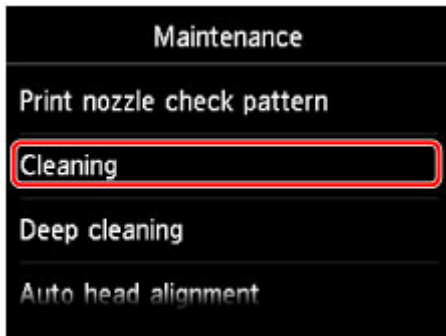 Maintenance
Print nozzle check pattern
Cleaning
Deep cleaning
Auto head alignment